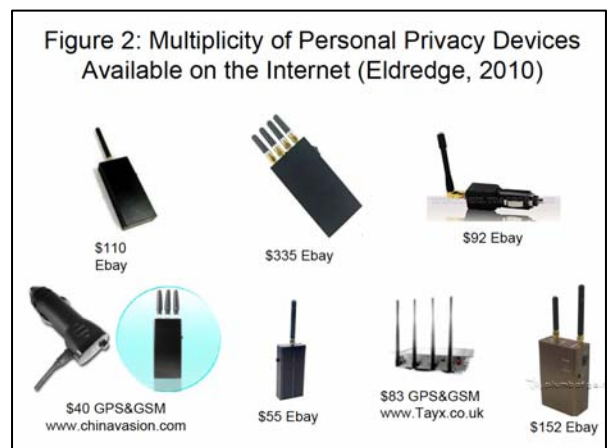 Figure 2: Multiplicity of Personal Privacy Devices
Available on the Internet (Eldredge, 2010)
$110
Ebay
$335 Ebay
$92 Ebay
$40 GPS&GSM
www.chinavasion.com
$55 Ebay
$83 GPS&GSM
www.Tayx.co.uk
$152 Ebay